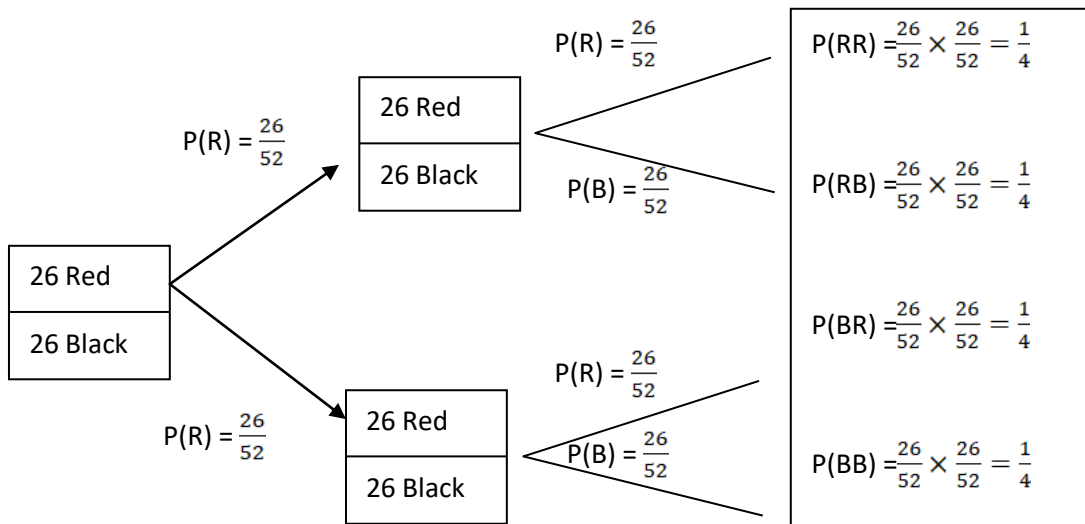 P(R) = 26/52
P(RR) = 26/52 × 26/52 = 1/4
26 Red
26 Black
P(R) = 26/52
P(B) = 26/52
P(RB) = 26/52 × 26/52 = 1/4
26 Red
26 Black
P(BR) = 26/52 × 26/52 = 1/4
P(R) = 26/52
P(R) = 26/52
26 Red
26 Black
P(B) = 26/52
P(BB) = 26/52 × 26/52 = 1/4